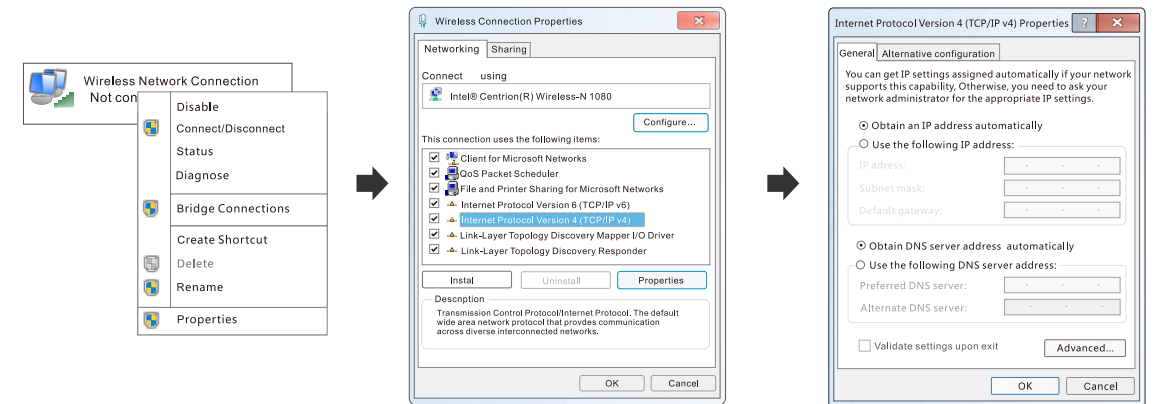 Wireless Network Connection
Not con
Disable
Connect/Disconnect
Status
Diagnose
Bridge Connections
Create Shortcut
Delete
Rename
Properties
Wireless Connection Properties
Networking
Sharing
Connect using
Intel® Centrion(R) Wireless-N 1080
Configure...
This connection uses the following items:
Client for Microsoft Networks
QoS Packet Scheduler
File and Printer Sharing for Microsoft Networks
Internet Protocol Version 6 (TCP/IP v6)
Internet Protocol Version 4 (TCP/IP v4)
Link-Layer Topology Discovery Mapper I/O Driver
Link-Layer Topology Discovery Responder
Instal
Uninstall
Properties
Descnption
Transmission Control Protocol/Internet Protocol. The default
wide area network protocol that provdes communication
across diverse interconnected networks.
OK
Cancel
Internet Protocol Version 4 (TCP/IP v4) Properties
?
General
Alternative configuration
You can get IP settings assigned automatically if your network
supports this capability, Otherwise, you need to ask your
network administrator for the appropriate IP settings.
Obtain an IP address automatically
Use the following IP address:
IP adress:
Subnet mask:
Default gateway:
Obtain DNS server address automatically
Use the following DNS server address:
Preferred DNS server:
Alternate DNS server:
Validate settings upon exit
Advanced...
OK
Cancel